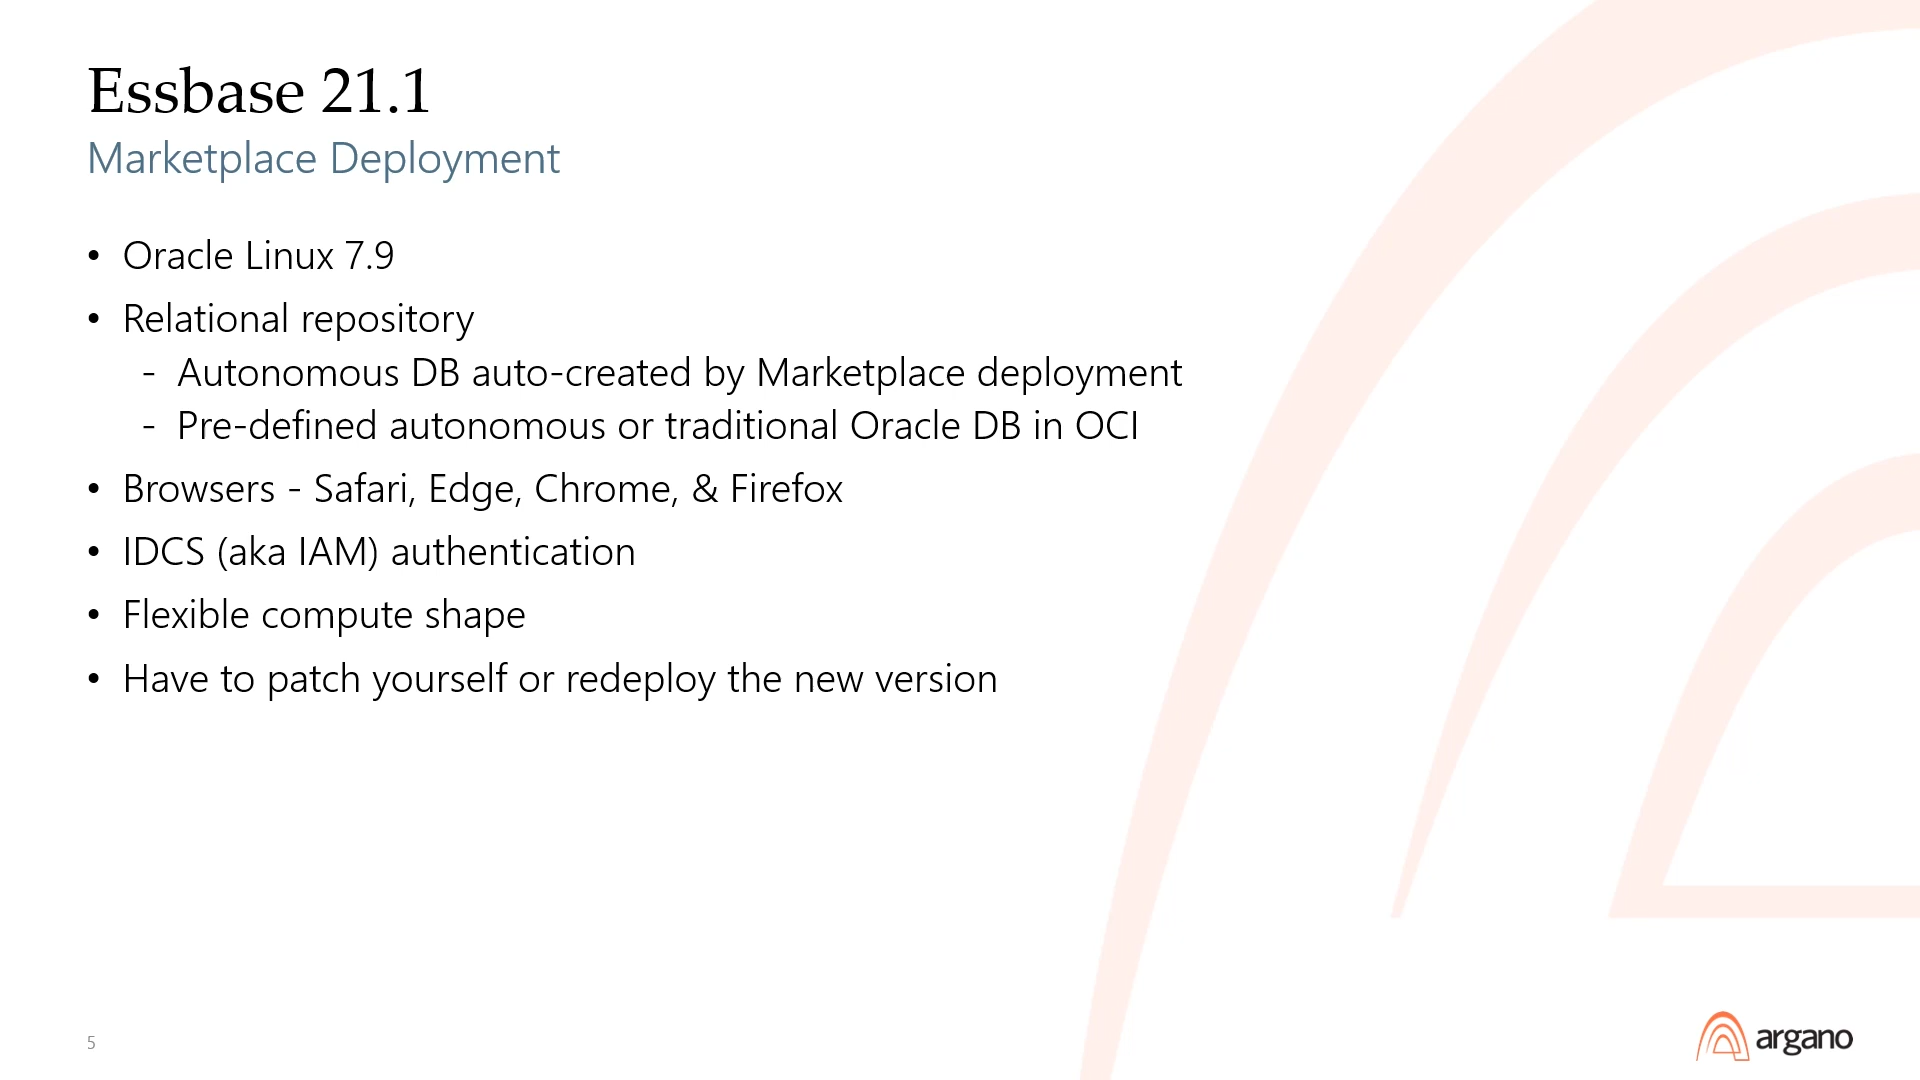 Essbase 21.1
Marketplace Deployment
• Oracle Linux 7.9
• Relational repository
- Autonomous DB auto-created by Marketplace deployment
- Pre-defined autonomous or traditional Oracle DB in OCI
• Browsers - Safari, Edge, Chrome, & Firefox
• IDCS (aka IAM) authentication
• Flexible compute shape
• Have to patch yourself or redeploy the new version
5
argano